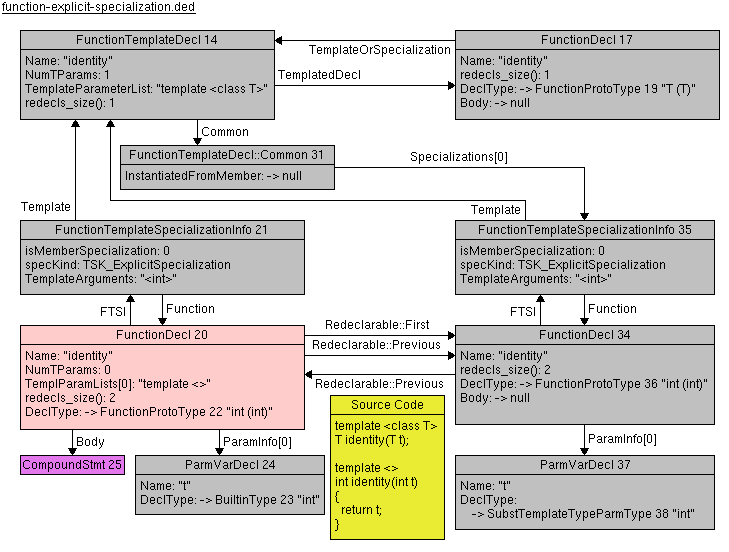 function-explicit-specialization.ded
FunctionTemplateDecl 14
Name: "identity"
NumTParams: 1
TemplateParameterList: "template <class T>"
redecls_size(): 1
TemplateOrSpecialization
TemplatedDecl
FunctionDecl 17
Name: "identity"
redecls_size(): 1
DeclType: -> FunctionProtoType 19 "T (T)"
Body: -> null
Common
FunctionTemplateDecl::Common 31
InstantiatedFromMember: -> null
Specializations[0]
Template
Template
FunctionTemplateSpecializationInfo 21
isMemberSpecialization: 0
specKind: TSK_ExplicitSpecialization
TemplateArguments: "<int>"
FunctionTemplateSpecializationInfo 35
isMemberSpecialization: 0
specKind: TSK_ExplicitSpecialization
TemplateArguments: "<int>"
FTSI
Function
FTSI
Function
FunctionDecl 20
Name: "identity"
NumTParams: 0
TemplParamLists[0]: "template <>"
redecls_size(): 2
DeclType: -> FunctionProtoType 22 "int (int)"
Redeclarable::First
Redeclarable::Previous
Redeclarable::Previous
FunctionDecl 34
Name: "identity"
redecls_size(): 2
DeclType: -> FunctionProtoType 36 "int (int)"
Body: -> null
Body
ParamInfo[0]
ParamInfo[0]
CompoundStmt 25
ParmVarDecl 24
Name: "t"
DeclType: -> BuiltinType 23 "int"
Source Code
template <class T>
T identity(T t);
template <>
int identity(int t)
{
return t;
}
ParmVarDecl 37
Name: "t"
DeclType:
-> SubstTemplateTypeParmType 38 "int"